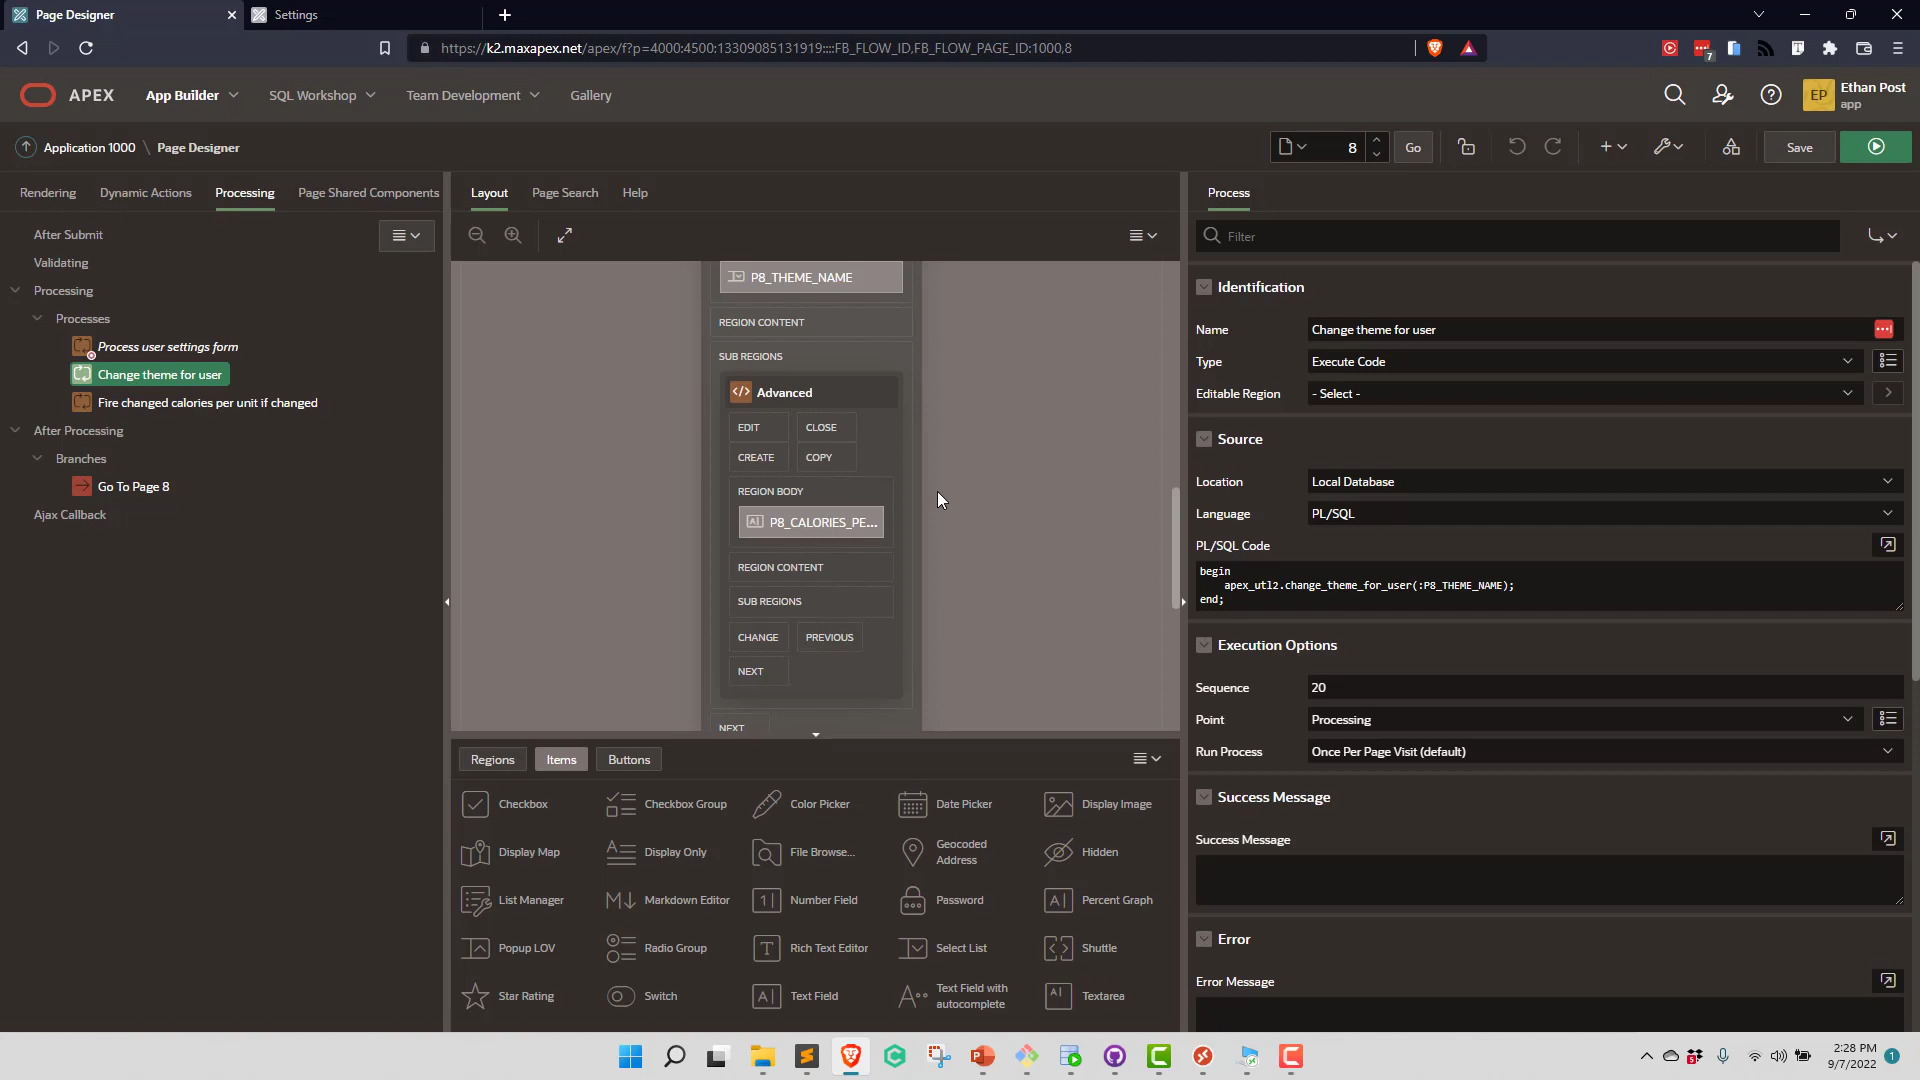 Page Designer
Settings
https://k2.maxapex.net/apex/f?p=4000:4500:13309085131919::::FB_FLOW_ID,FB_FLOW_PAGE_ID:1000,8
7
APEX
App Builder
SQL Workshop
Team Development
Gallery
EP
Ethan Post
app
Application 1000 \ Page Designer
8
Go
Save
Rendering
Dynamic Actions
Processing
Page Shared Components
Layout
Page Search
Help
Process
After Submit
Validating
Processing
Processes
Process user settings form
Change theme for user
Fire changed calories per unit if changed
After Processing
Branches
Go To Page 8
Ajax Callback
P8_THEME_NAME
REGION CONTENT
SUB REGIONS
Advanced
EDIT
CLOSE
CREATE
COPY
REGION BODY
P8_CALORIES_PE...
REGION CONTENT
SUB REGIONS
CHANGE
PREVIOUS
NEXT
NEXT
Regions
Items
Buttons
Checkbox
Checkbox Group
Color Picker
Date Picker
Display Image
Display Map
Display Only
File Browse...
Geocoded
Address
Hidden
List Manager
Markdown Editor
Number Field
Password
Percent Graph
Popup LOV
Radio Group
Rich Text Editor
Select List
Shuttle
Star Rating
Switch
Text Field
Text Field with
autocomplete
Textarea
Filter
Identification
Name
Change theme for user
Type
Execute Code
Editable Region
- Select -
Source
Location
Local Database
Language
PL/SQL
PL/SQL Code
begin
apex_utl2.change_theme_for_user(:P8_THEME_NAME);
end;
Execution Options
Sequence
20
Point
Processing
Run Process
Once Per Page Visit (default)
Success Message
Success Message
Error
Error Message
2:28 PM
9/7/2022
1